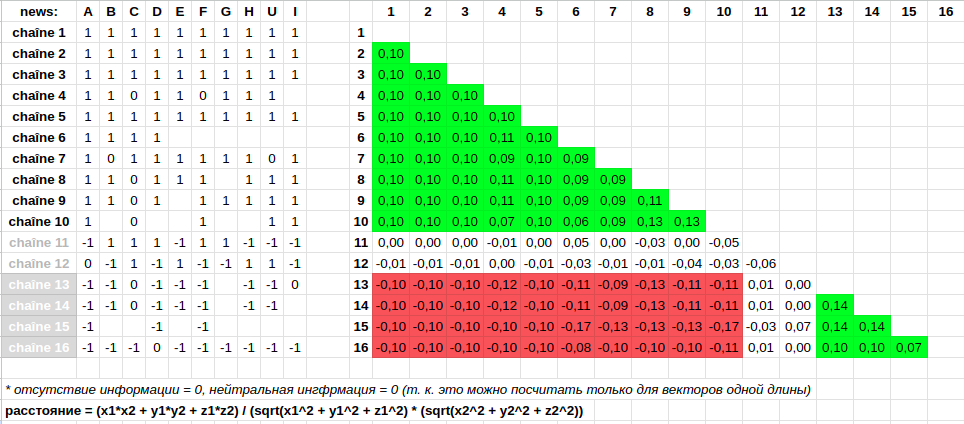 news: A B C D E F G H U I 1 2 3 4 5 6 7 8 9 10 11 12 13 14 15 16
chaîne 1 1 1 1 1 1 1 1 1 1 1 1
chaîne 2 1 1 1 1 1 1 1 1 1 1 2 0,10
chaîne 3 1 1 1 1 1 1 1 1 1 1 3 0,10 0,10
chaîne 4 1 1 0 1 1 0 1 1 1 4 0,10 0,10 0,10
chaîne 5 1 1 1 1 1 1 1 1 1 1 5 0,10 0,10 0,10 0,10
chaîne 6 1 1 1 1 6 0,10 0,10 0,10 0,11 0,10
chaîne 7 1 0 1 1 1 1 1 1 0 1 7 0,10 0,10 0,10 0,09 0,10 0,09
chaîne 8 1 1 0 1 1 1 1 1 1 8 0,10 0,10 0,10 0,11 0,10 0,09 0,09
chaîne 9 1 1 0 1 1 1 1 1 1 9 0,10 0,10 0,10 0,11 0,10 0,09 0,09 0,11
chaîne 10 1 0 1 1 1 10 0,10 0,10 0,10 0,07 0,10 0,06 0,09 0,13 0,13
chaîne 11 -1 1 1 1 -1 1 1 -1 -1 -1 11 0,00 0,00 0,00 -0,01 0,00 0,05 0,00 -0,03 0,00 -0,05
chaîne 12 0 -1 1 -1 1 -1 -1 1 1 -1 12 -0,01 -0,01 -0,01 0,00 -0,01 -0,03 -0,01 -0,01 -0,04 -0,03 -0,06
chaîne 13 -1 -1 0 -1 -1 -1 -1 -1 0 13 -0,10 -0,10 -0,10 -0,12 -0,10 -0,11 -0,09 -0,13 -0,11 -0,11 0,01 0,00
chaîne 14 -1 -1 0 -1 -1 -1 -1 -1 14 -0,10 -0,10 -0,10 -0,12 -0,10 -0,11 -0,09 -0,13 -0,11 -0,11 0,01 0,00 0,14
chaîne 15 -1 -1 -1 15 -0,10 -0,10 -0,10 -0,10 -0,10 -0,17 -0,13 -0,13 -0,13 -0,17 -0,03 0,07 0,14 0,14
chaîne 16 -1 -1 -1 0 -1 -1 -1 -1 -1 -1 16 -0,10 -0,10 -0,10 -0,10 -0,10 -0,08 -0,10 -0,10 -0,10 -0,11 0,01 0,00 0,10 0,10 0,07
* отсутствие информации = 0, нейтральная ингфрмация = 0 (т. к. это можно посчитать только для векторов одной длины)
расстояние = (x1*x2 + y1*y2 + z1*z2) / (sqrt(x1^2 + y1^2 + z1^2) * (sqrt(x2^2 + y2^2 + z2^2))